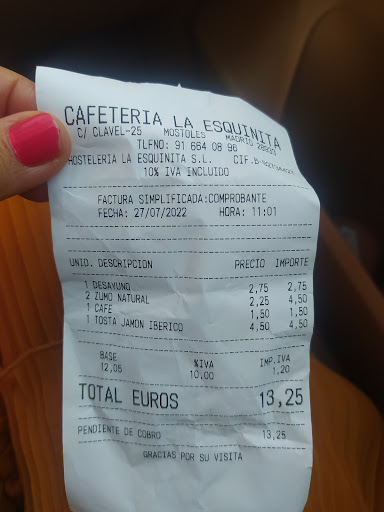 CAFETERIA LA ESQUINITA
C/ CLAVEL-25 MOSTOLES MADRID 28933
TLFNO: 91 664 08 96
HOSTELERIA LA ESQUINITA S.L. CIF.
10% IVA INCLUIDO
FACTURA SIMPLIFICADA:COMPROBANTE
FECHA: 27/07/2022 HORA: 11:01
UNID. DESCRIPCION PRECIO IMPORTE
1 DESAYUNO 2,75 2,75
2 ZUMO NATURAL 2,25 4,50
1 CAFE 1,50 1,50
1 TOSTA JAMON IBERICO 4,50 4,50
BASE %IVA IMP.IVA
12,05 10,00 1,20
TOTAL EUROS 13,25
PENDIENTE DE COBRO 13,25
GRACIAS POR SU VISITA